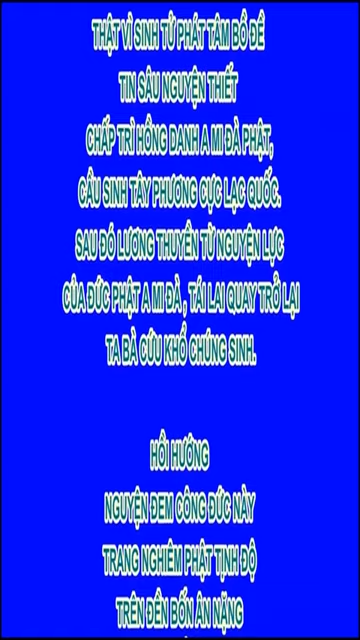 THẬT VÌ SINH TỬ PHÁT TÂM BỒ ĐỀ
TIN SÂU NGUYỆN THIẾT
CHẤP TRÌ HỒNG DANH A MI ĐÀ PHẬT,
CẦU SINH TÂY PHƯƠNG CỰC LẠC QUỐC.
SAU ĐÓ LƯƠNG THUYỀN TỪ NGUYỆN LỰC
CỦA ĐỨC PHẬT A MI ĐÀ , TÁI LAI QUAY TRỞ LẠI
TA BÀ CỨU KHỔ CHÚNG SINH.
HỒI HƯỚNG
NGUYỆN ĐEM CÔNG ĐỨC NÀY
TRANG NGHIÊM PHẬT TỊNH ĐỘ
TRÊN ĐỀN BỐN ÂN NẶNG